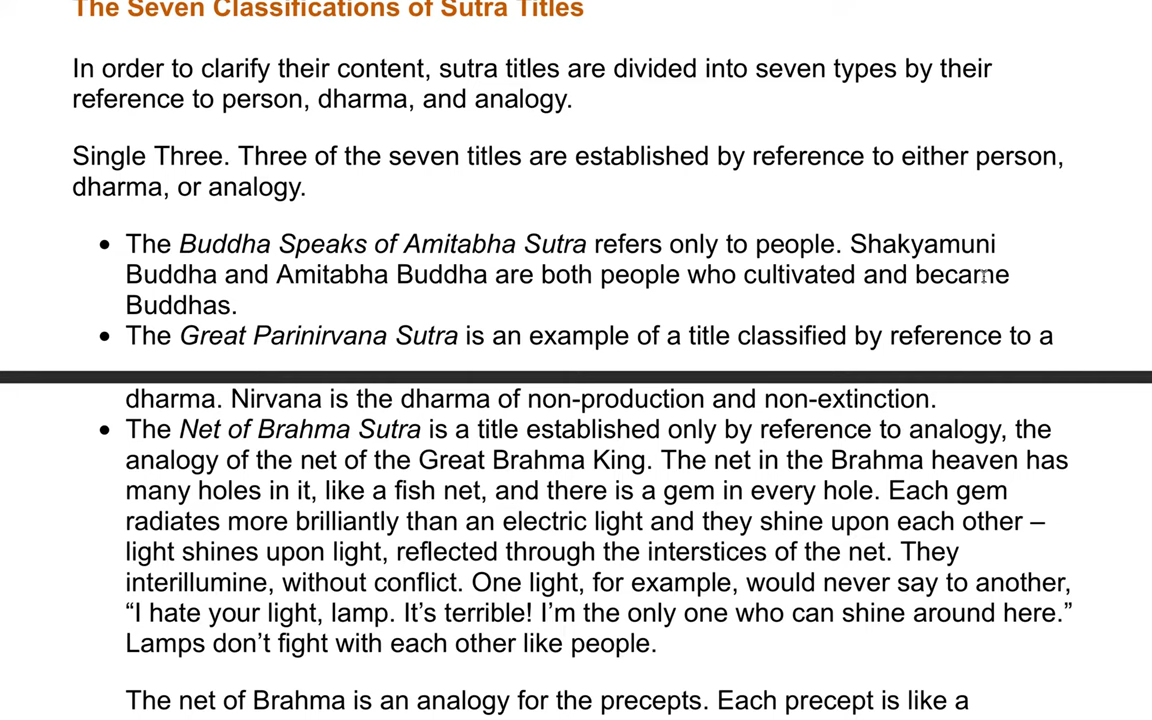 The Seven Classifications of Sutra Titles
In order to clarify their content, sutra titles are divided into seven types by their
reference to person, dharma, and analogy.
Single Three. Three of the seven titles are established by reference to either person,
dharma, or analogy.
• The Buddha Speaks of Amitabha Sutra refers only to people. Shakyamuni
Buddha and Amitabha Buddha are both people who cultivated and became
Buddhas.
• The Great Parinirvana Sutra is an example of a title classified by reference to a
dharma. Nirvana is the dharma of non-production and non-extinction.
• The Net of Brahma Sutra is a title established only by reference to analogy, the
analogy of the net of the Great Brahma King. The net in the Brahma heaven has
many holes in it, like a fish net, and there is a gem in every hole. Each gem
radiates more brilliantly than an electric light and they shine upon each other –
light shines upon light, reflected through the interstices of the net. They
interillumine, without conflict. One light, for example, would never say to another,
“I hate your light, lamp. It’s terrible! I’m the only one who can shine around here.”
Lamps don’t fight with each other like people.
The net of Brahma is an analogy for the precepts. Each precept is like a